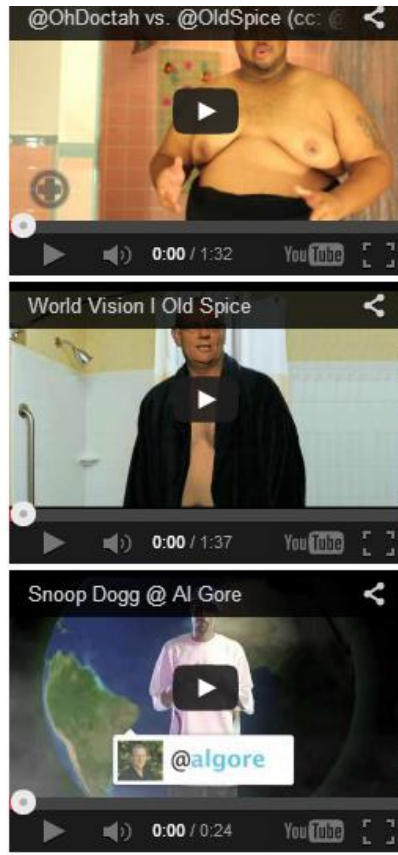 @OhDoctah vs. @OldSpice (cc: @
0:00 / 1:32 YouTube
World Vision I Old Spice
0:00 / 1:37 YouTube
Snoop Dogg @ Al Gore
@algore
0:00 / 0:24 YouTube